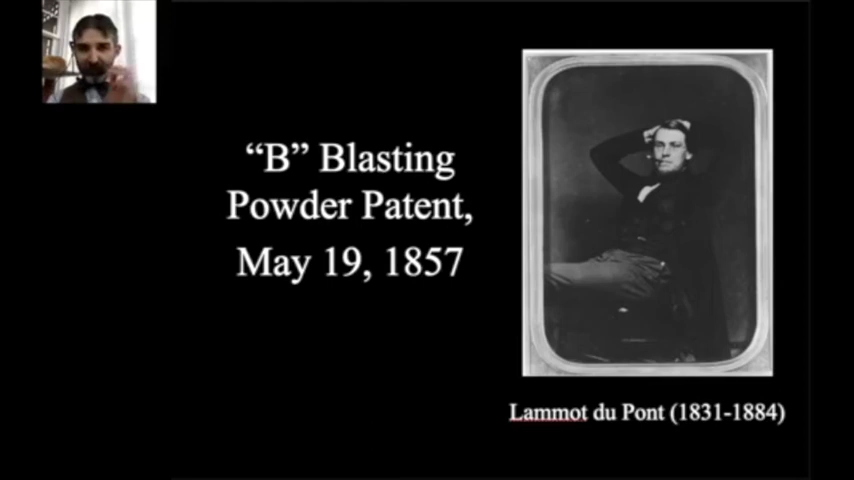 “B” Blasting
Powder Patent,
May 19, 1857
Lammot du Pont (1831-1884)